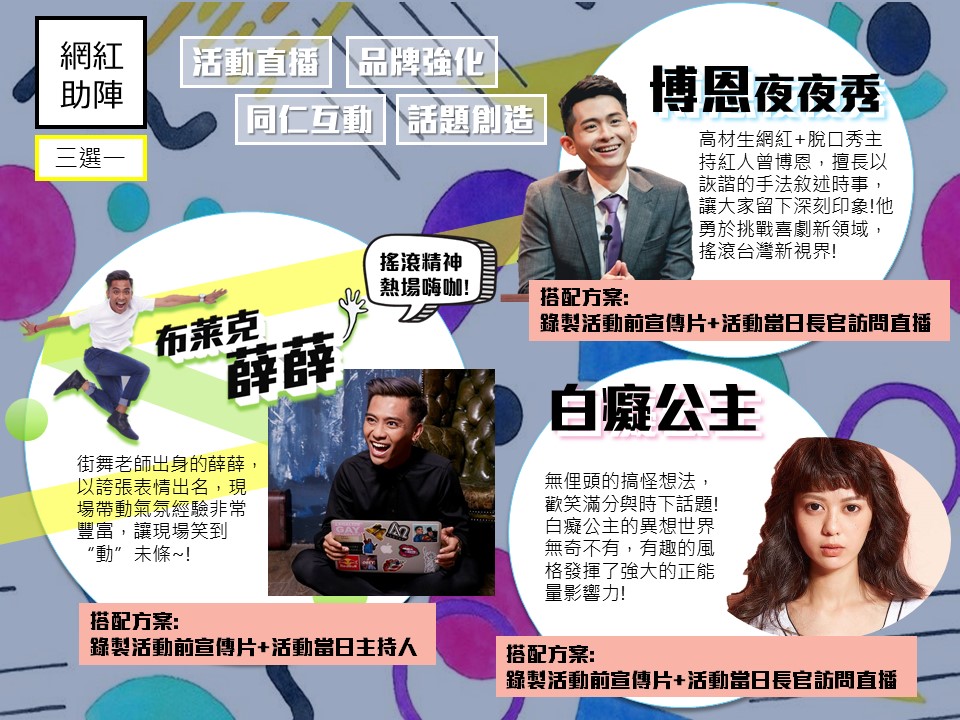 網紅
助陣
三選一
活動直播
品牌強化
同仁互動
話題創造
博恩夜夜秀
高材生網紅+脫口秀主
持紅人曾博恩，擅長以
詼諧的手法敘述時事，
讓大家留下深刻印象!他
勇於挑戰喜劇新領域，
搖滾台灣新視界!
搭配方案:
錄製活動前宣傳片+活動當日長官訪問直播
搖滾精神
熱場嗨咖!
布萊克
薛薛
街舞老師出身的薛薛，
以誇張表情出名，現
場帶動氣氛經驗非常
豐富，讓現場笑到
“動”未條~!
搭配方案:
錄製活動前宣傳片+活動當日主持人
白癡公主
無俚頭的搞怪想法，
歡笑滿分與時下話題!
白癡公主的異想世界
無奇不有，有趣的風
格發揮了強大的正能
量影響力!
搭配方案:
錄製活動前宣傳片+活動當日長官訪問直播